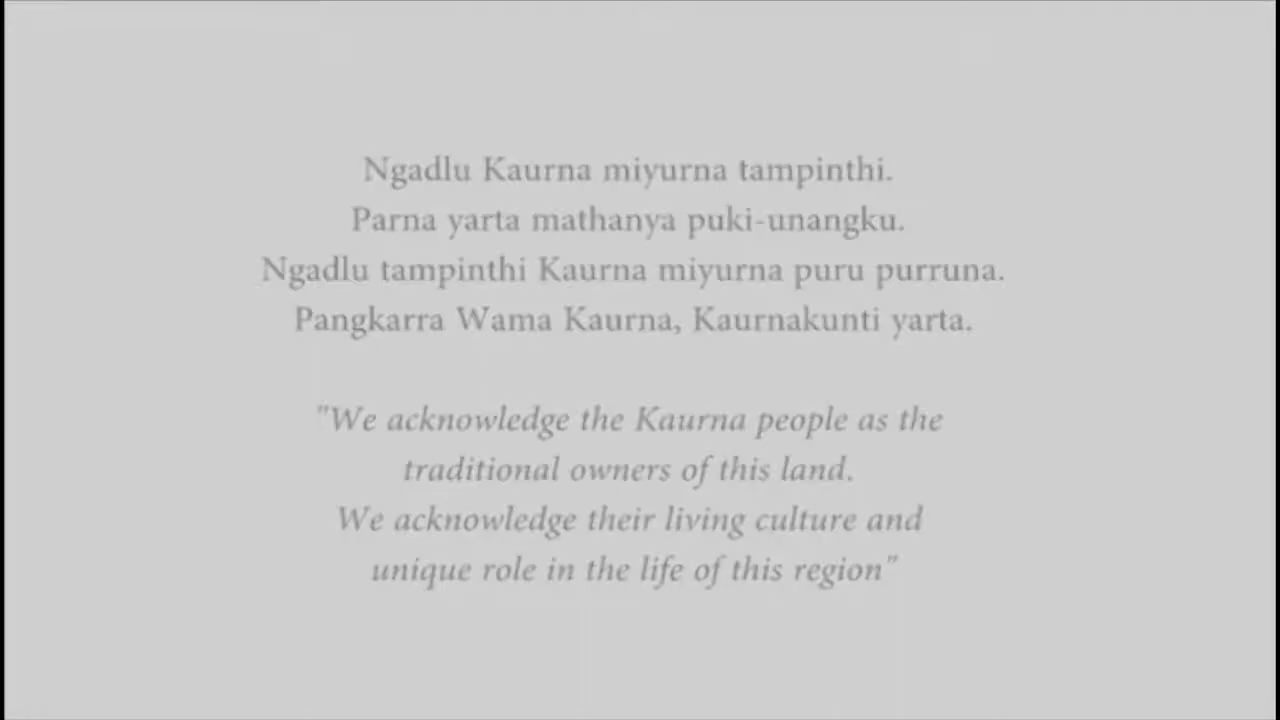 Ngadlu Kaurna miyurna tampinthi.
Parna yarta mathanya puki-unangku.
Ngadlu tampinthi Kaurna miyurna puru purruna.
Pangkarra Wama Kaurna, Kaurnakunti yarta.
"We acknowledge the Kaurna people as the
traditional owners of this land.
We acknowledge their living culture and
unique role in the life of this region"